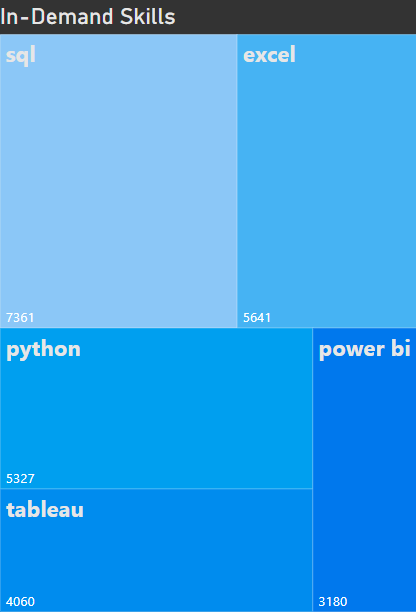 In-Demand Skills
sql
7361
excel
5641
python
5327
tableau
4060
power bi
3180